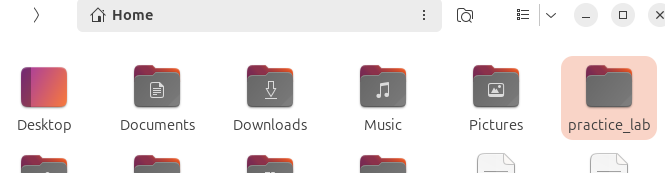 Home
Desktop
Documents
Downloads
Music
Pictures
practice_lab